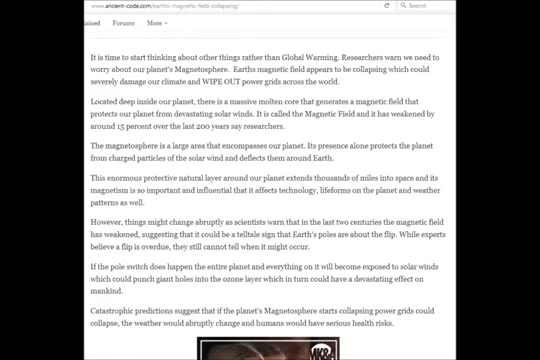 www.ancient-code.com/earths-magnetic-field-collapsing/
Search
lained Forums More
It is time to start thinking about other things rather than Global Warming. Researchers warn we need to
worry about our planet's Magnetosphere. Earths magnetic field appears to be collapsing which could
severely damage our climate and WIPE OUT power grids across the world.
Located deep inside our planet, there is a massive molten core that generates a magnetic field that
protects our planet from devastating solar winds. It is called the Magnetic Field and it has weakened by
around 15 percent over the last 200 years say researchers.
The magnetosphere is a large area that encompasses our planet. Its presence alone protects the planet
from charged particles of the solar wind and deflects them around Earth.
This enormous protective natural layer around our planet extends thousands of miles into space and its
magnetism is so important and influential that it affects technology, lifeforms on the planet and weather
patterns as well.
However, things might change abruptly as scientists warn that in the last two centuries the magnetic field
has weakened, suggesting that it could be a telltale sign that Earth's poles are about the flip. While experts
believe a flip is overdue, they still cannot tell when it might occur.
If the pole switch does happen the entire planet and everything on it will become exposed to solar winds
which could punch giant holes into the ozone layer which in turn could have a devastating effect on
mankind.
Catastrophic predictions suggest that if the planet's Magnetosphere starts collapsing power grids could
collapse, the weather would abruptly change and humans would have serious health risks.